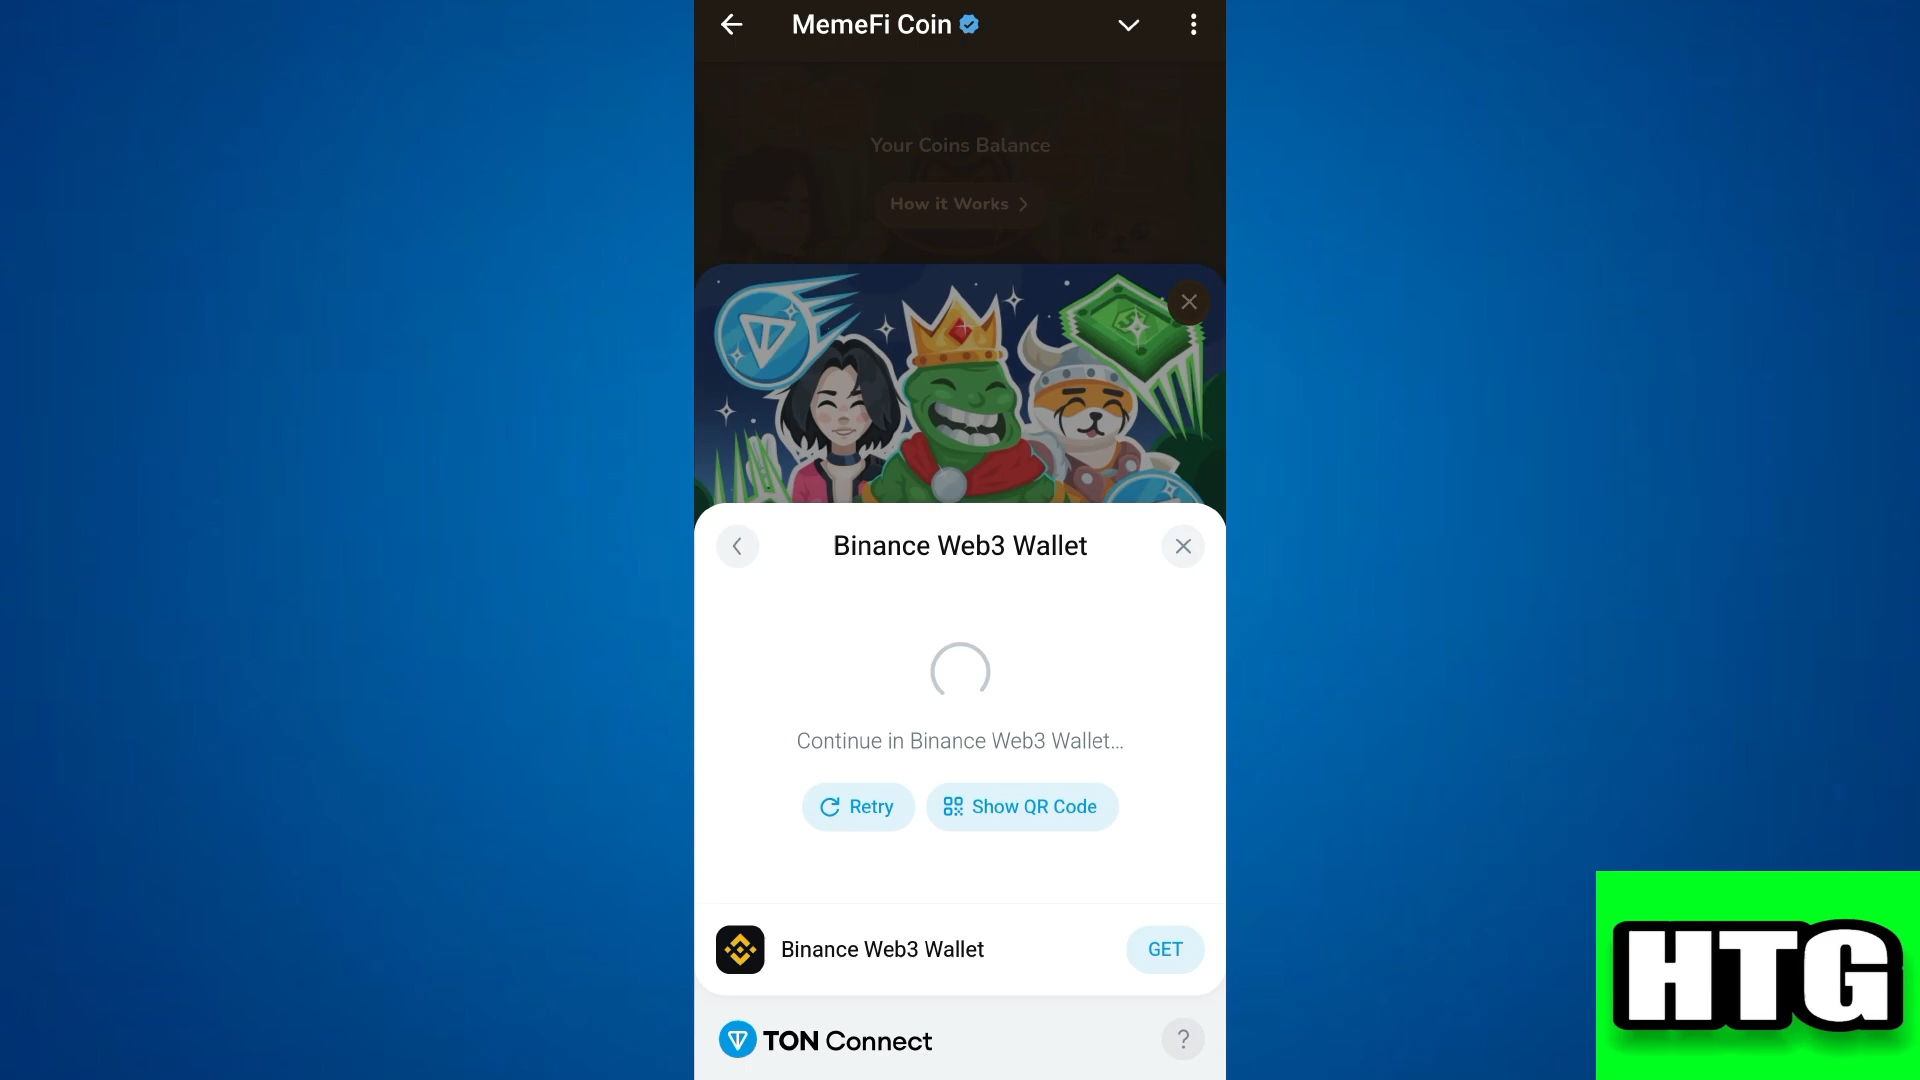 MemeFi Coin
Your Coins Balance
How it Works
Binance Web3 Wallet
Continue in Binance Web3 Wallet...
Retry
Show QR Code
Binance Web3 Wallet
GET
TON Connect
?
HTG